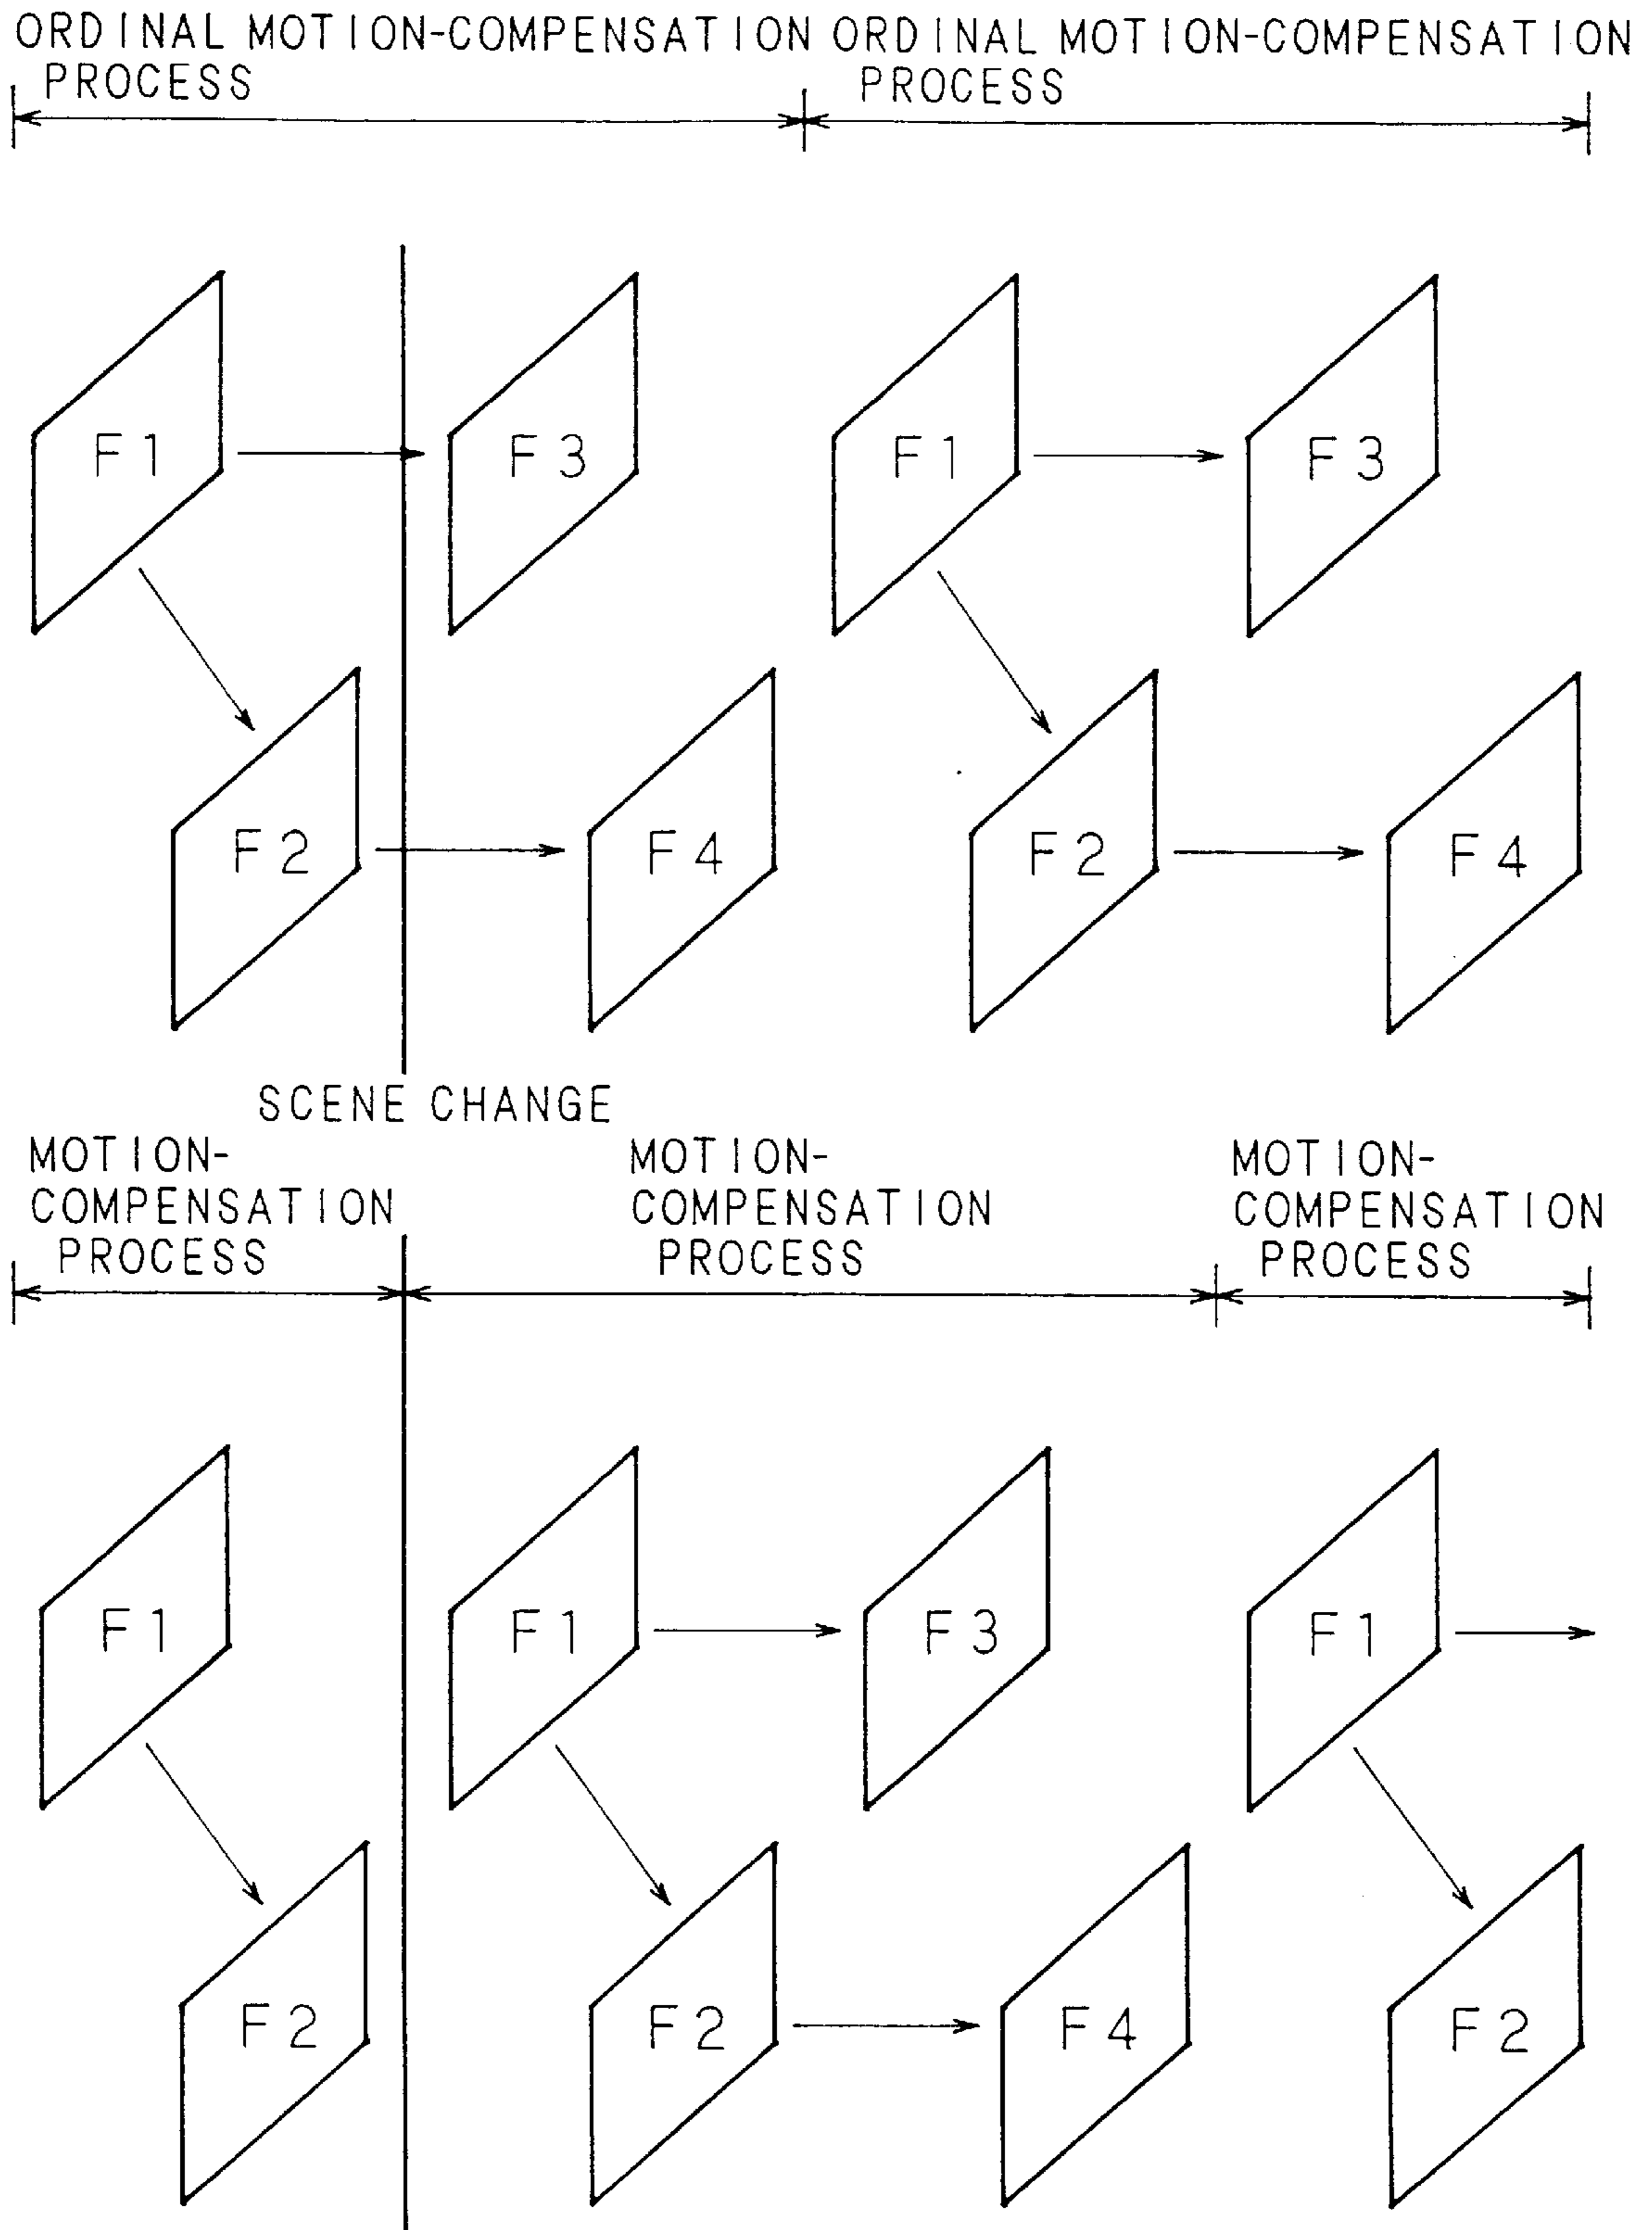 ORDINAL MOTION-COMPENSATION PROCESS
ORDINAL MOTION-COMPENSATION PROCESS
F1
F3
F1
F3
F2
F4
F2
F4
SCENE CHANGE
MOTION-
COMPENSATION
PROCESS
MOTION-
COMPENSATION
PROCESS
MOTION-
COMPENSATION
PROCESS
F1
F1
F3
F1
F2
F2
F4
F2